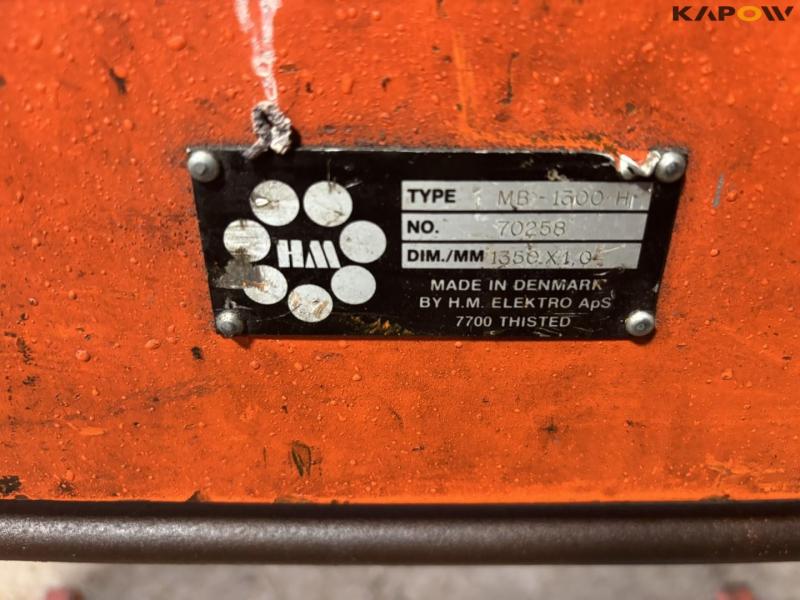 KAPOW
HM
TYPE MB-1300 H
NO. 70258
DIM./MM 1350 X 1,0
MADE IN DENMARK
BY H.M. ELEKTRO ApS
7700 THISTED